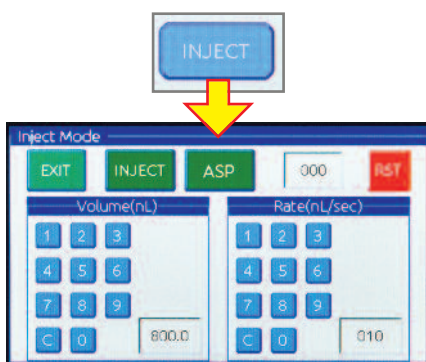 INJECT
Inject Mode
EXIT INJECT ASP 000 RST
Volume(nL) Rate(nL/sec)
1 2 3 1 2 3
4 5 6 4 5 6
7 8 9 7 8 9
C 0 800.0 C 0 010